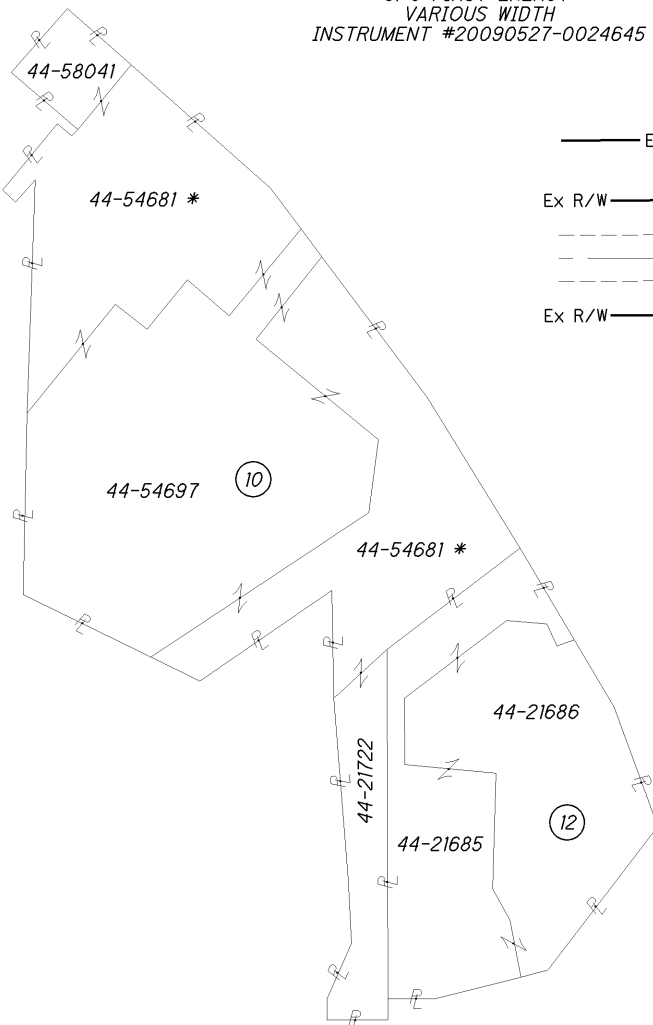 VARIOUS WIDTH
INSTRUMENT #20090527-0024645
44-58041
E
44-54681 *
Ex R/W
Ex R/W
44-54697
10
44-54681 *
44-21686
44-21722
12
44-21685